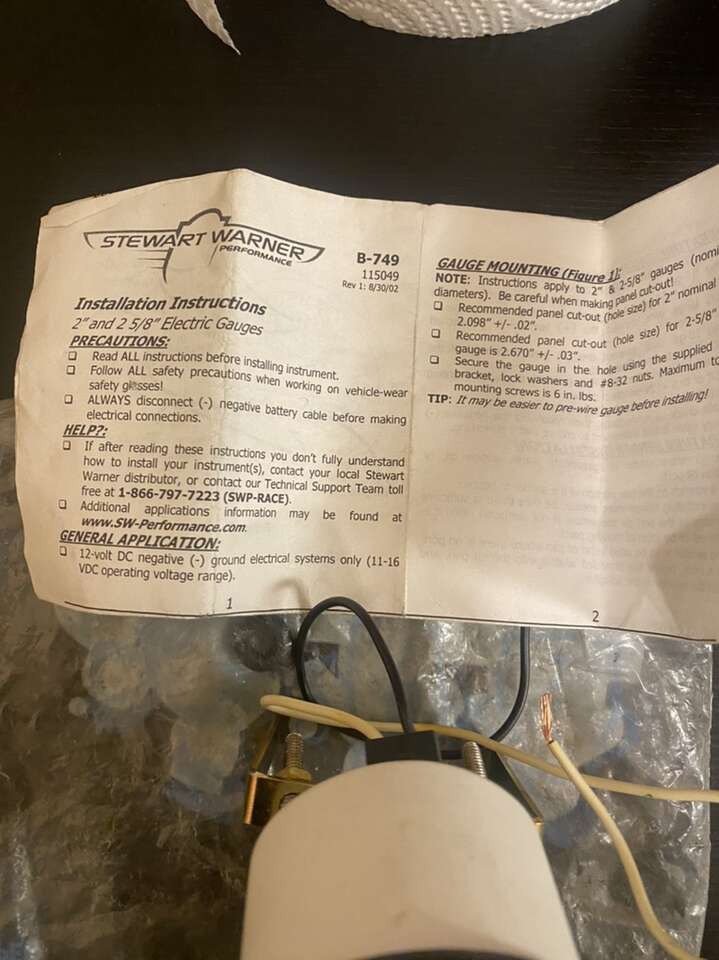 STEWART WARNER
PERFORMANCE
B-749
115049
Rev 1: 8/30/02
Installation Instructions
2" and 2 5/8" Electric Gauges
PRECAUTIONS:
❑ Read ALL instructions before installing instrument.
❑ Follow ALL safety precautions when working on vehicle-wear
safety glasses!
❑ ALWAYS disconnect (-) negative battery cable before making
electrical connections.
HELP?:
❑ If after reading these instructions you don't fully understand
how to install your instrument(s), contact your local Stewart
Warner distributor, or contact our Technical Support Team toll
free at 1-866-797-7223 (SWP-RACE).
❑ Additional applications information may be found at
www.SW-Performance.com.
GENERAL APPLICATION:
❑ 12-volt DC negative (-) ground electrical systems only (11-16
VDC operating voltage range).
1
GAUGE MOUNTING (Figure 1):
NOTE: Instructions apply to 2" & 2-5/8" gauges (nomi
diameters). Be careful when making panel cut-out!
❑ Recommended panel cut-out (hole size) for 2" nominal
2.098" +/- .02".
❑ Recommended panel cut-out (hole size) for 2-5/8"
gauge is 2.670" +/- .03".
❑ Secure the gauge in the hole using the supplied
bracket, lock washers and #8-32 nuts. Maximum to
mounting screws is 6 in. lbs.
TIP: It may be easier to pre-wire gauge before installing!
2